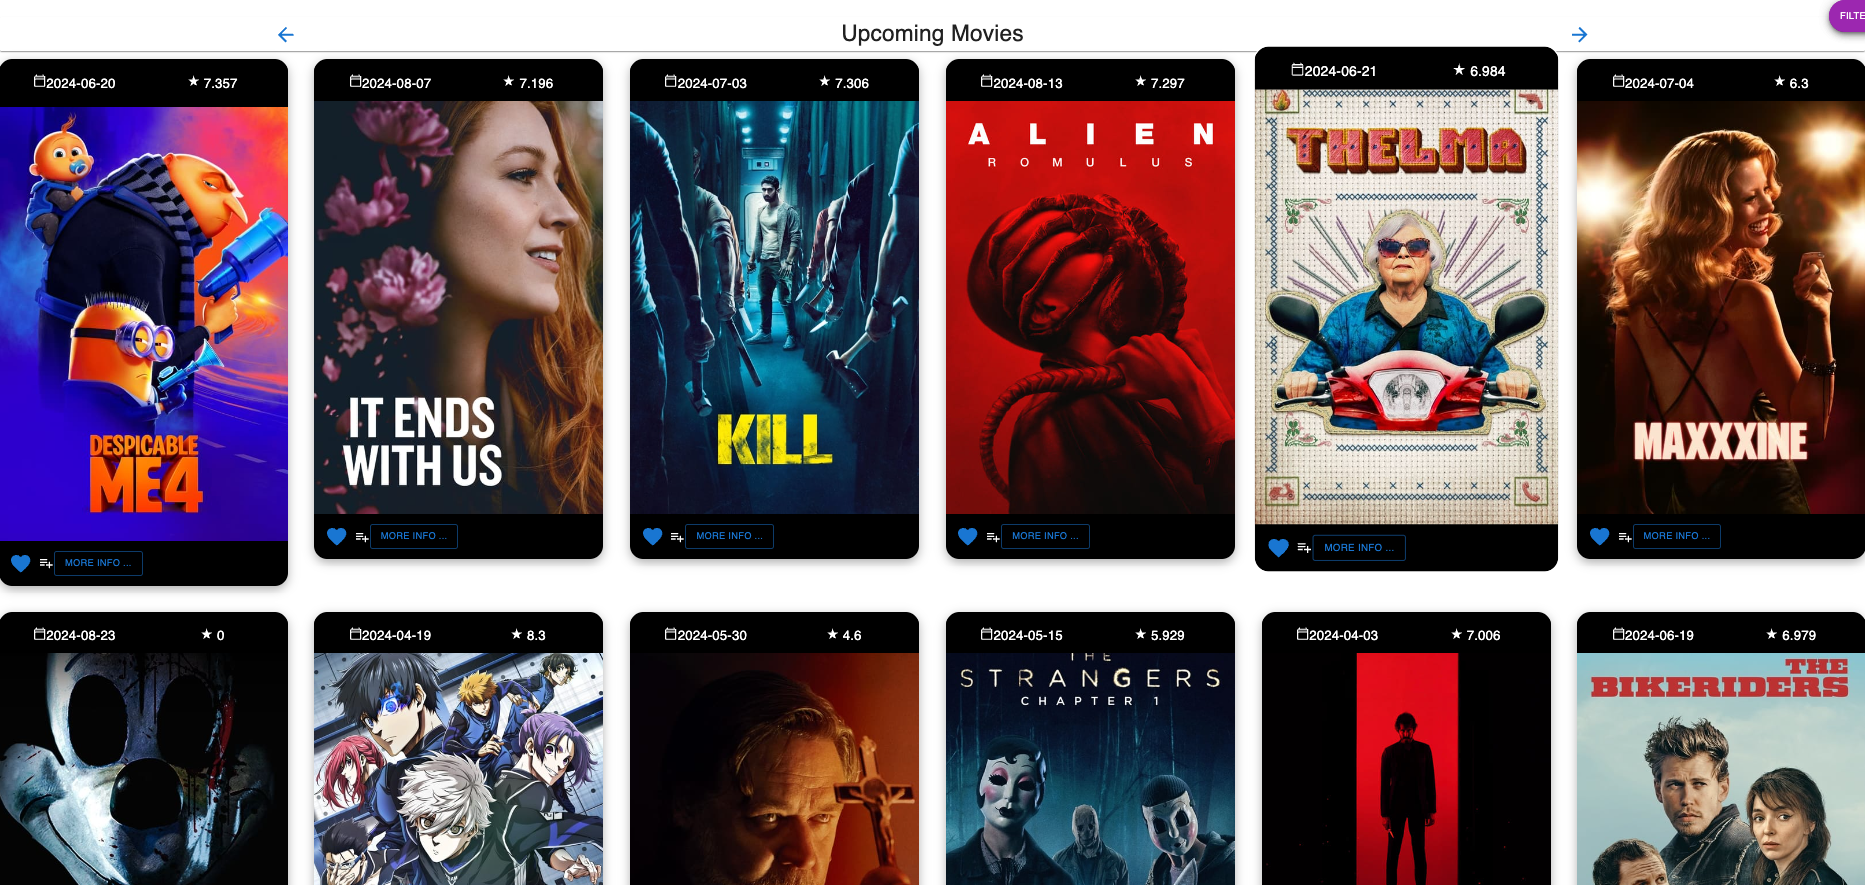 Upcoming Movies
FILTE
2024-06-20 ★ 7.357
DESPICABLE
ME4
MORE INFO ...
2024-08-07 ★ 7.196
IT ENDS
WITH US
MORE INFO ...
2024-07-03 ★ 7.306
KILL
MORE INFO ...
2024-08-13 ★ 7.297
ALIEN
ROMULUS
MORE INFO ...
2024-06-21 ★ 6.984
THELMA
MORE INFO ...
2024-07-04 ★ 6.3
MAXXXINE
MORE INFO ...
2024-08-23 ★ 0
2024-04-19 ★ 8.3
2024-05-30 ★ 4.6
2024-05-15 ★ 5.929
THE
STRANGERS
CHAPTER 1
2024-04-03 ★ 7.006
2024-06-19 ★ 6.979
THE
BIKERIDERS